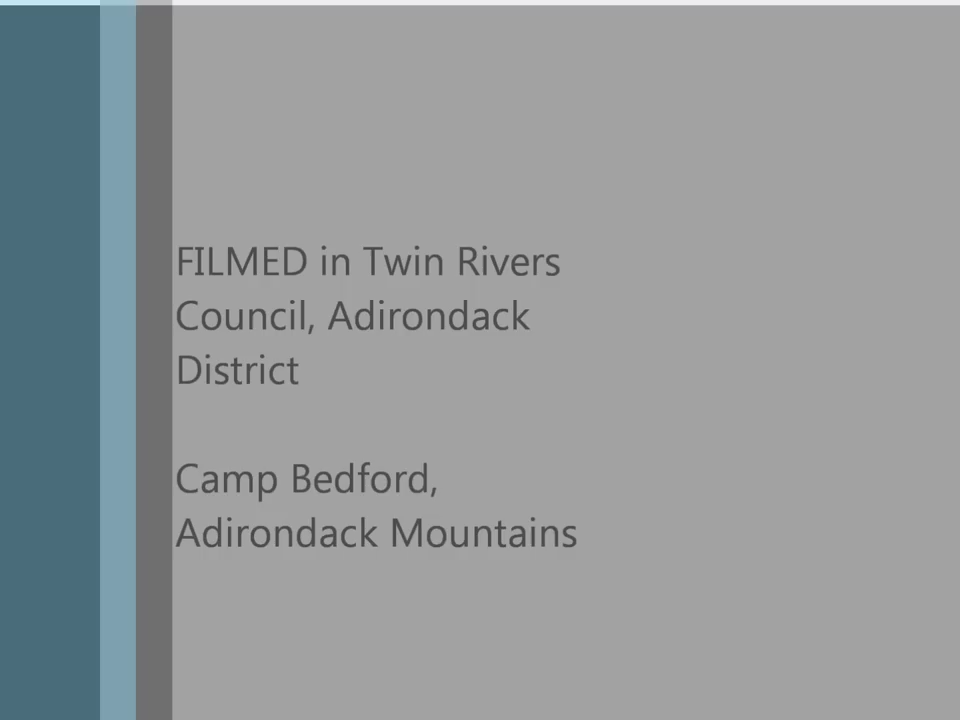 FILMED in Twin Rivers
Council, Adirondack
District
Camp Bedford,
Adirondack Mountains